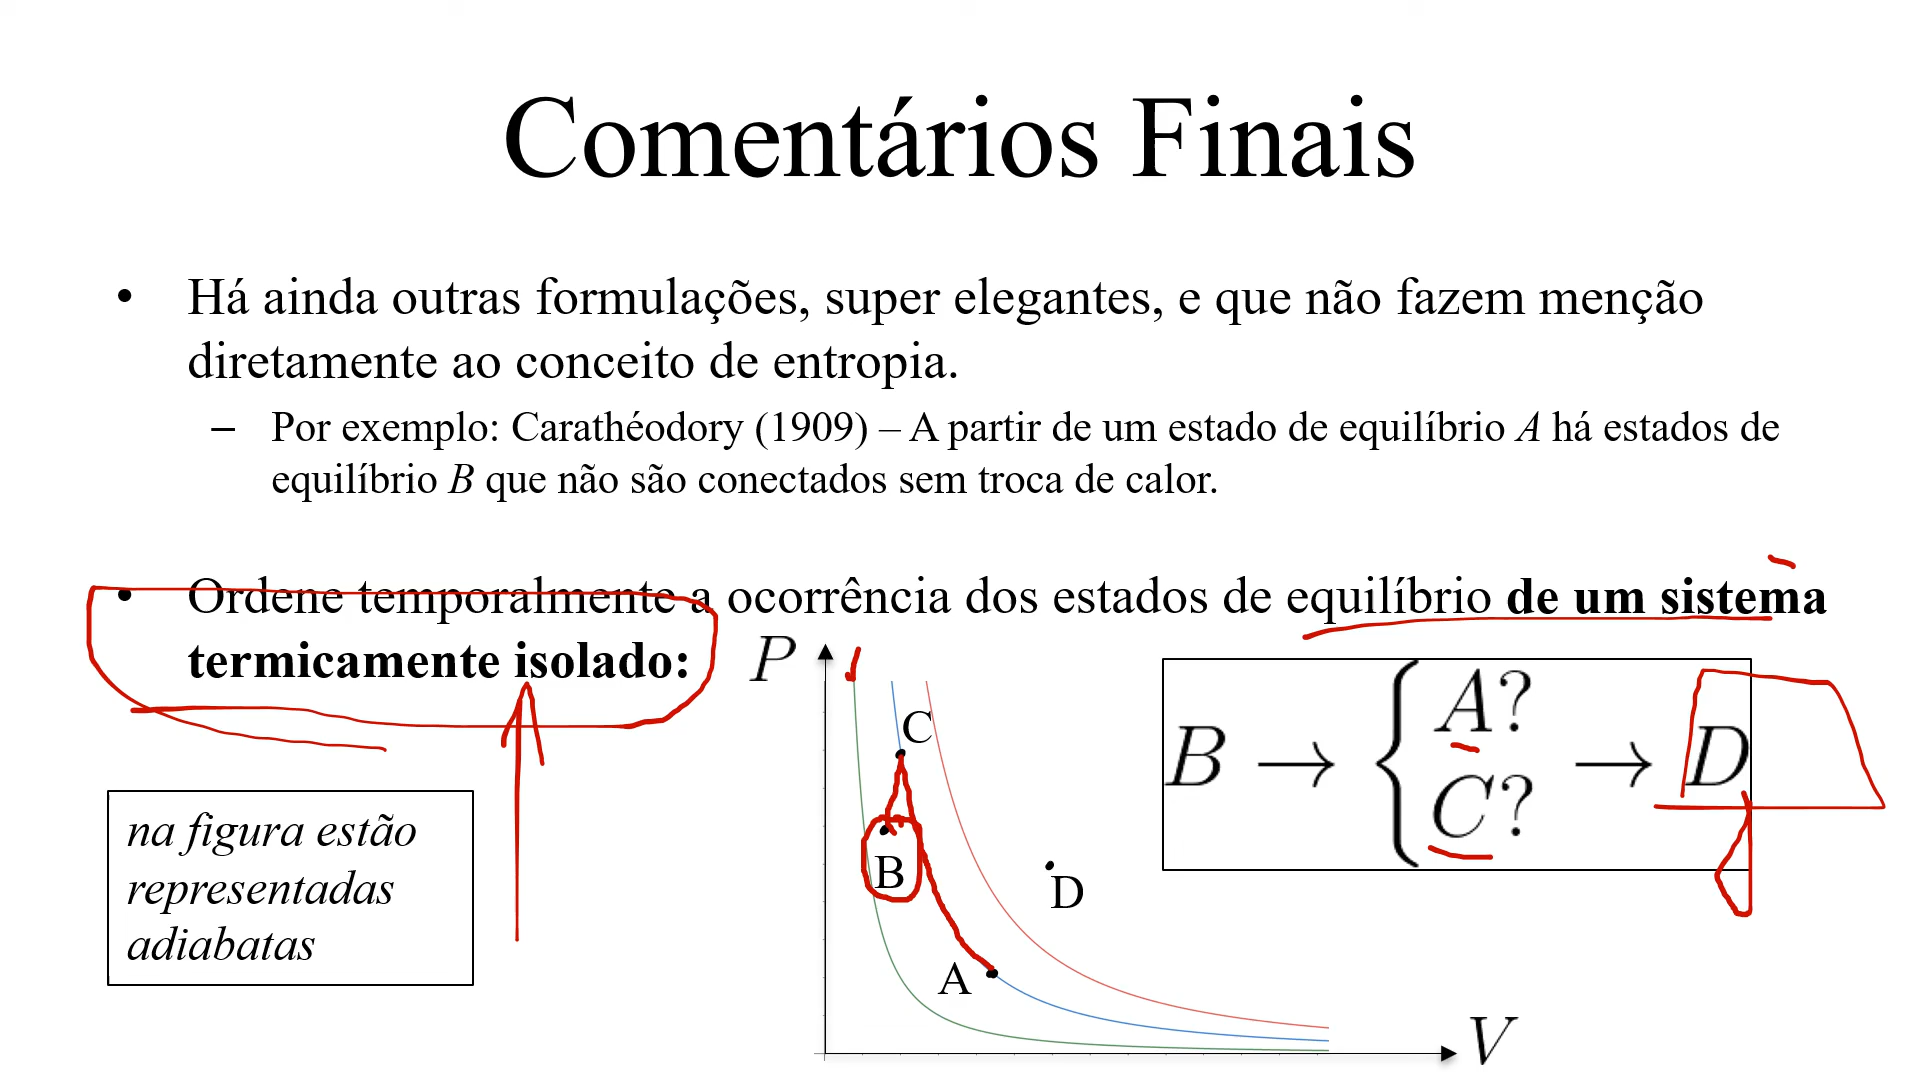 Comentários Finais
• Há ainda outras formulações, super elegantes, e que não fazem menção
diretamente ao conceito de entropia.
– Por exemplo: Carathéodory (1909) – A partir de um estado de equilíbrio A há estados de
equilíbrio B que não são conectados sem troca de calor.
• Ordene temporalmente a ocorrência dos estados de equilíbrio de um sistema
termicamente isolado:
na figura estão
representadas
adiabatas
P
C
B
D
A
V
B → { A? C? → D